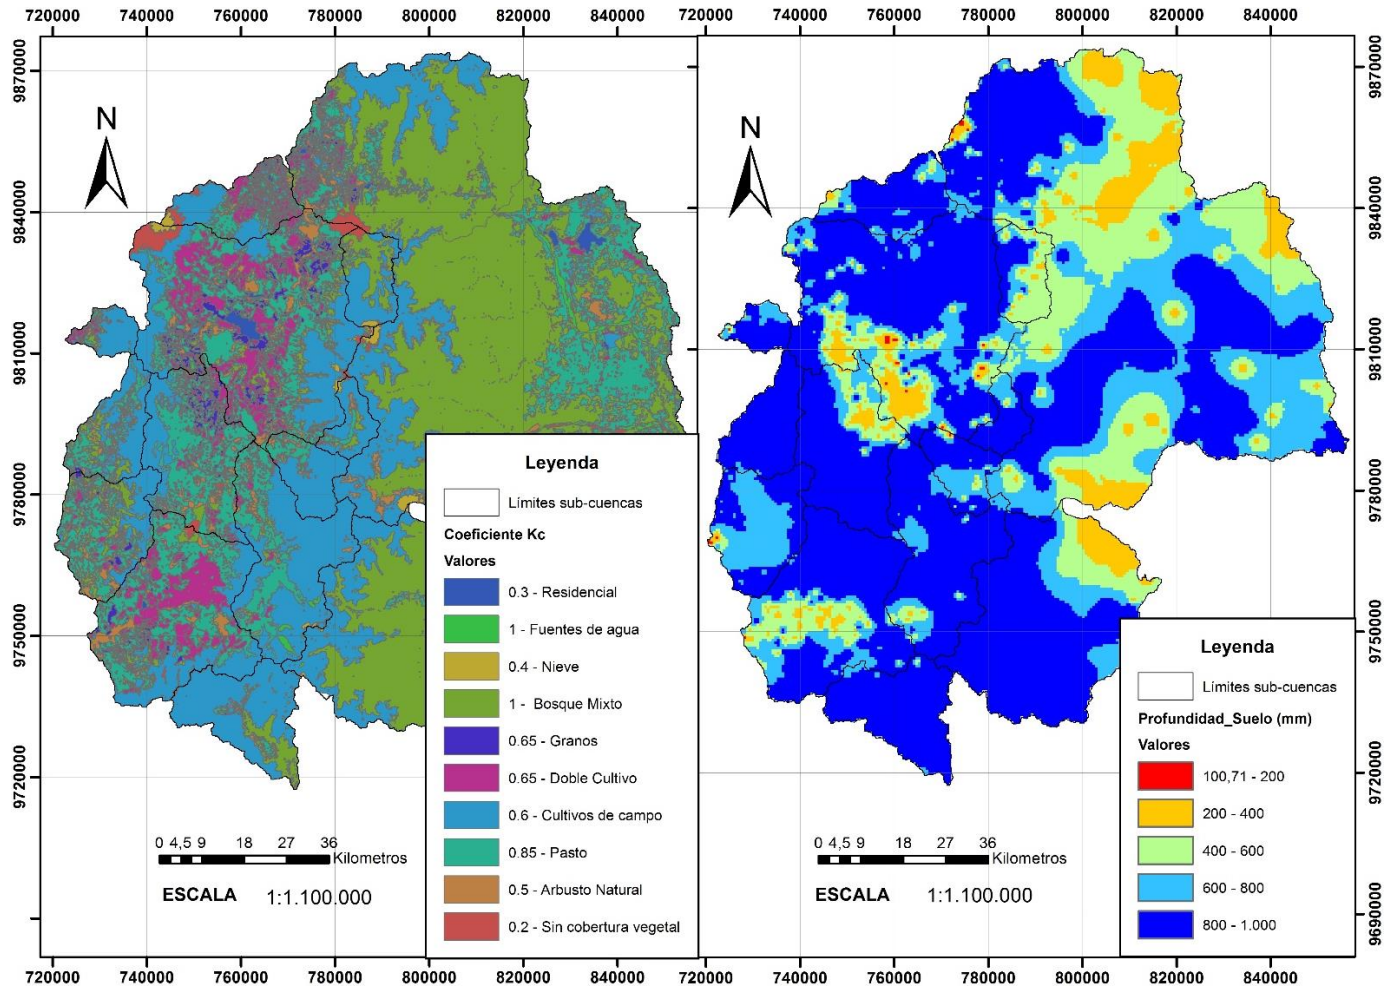 720000 740000 760000 780000 800000 820000 840000
9870000
9840000
9810000
9780000
9750000
9720000
N
Leyenda
Límites sub-cuencas
Coeficiente Kc
Valores
0.3 - Residencial
1 - Fuentes de agua
0.4 - Nieve
1 - Bosque Mixto
0.65 - Granos
0.65 - Doble Cultivo
0.6 - Cultivos de campo
0.85 - Pasto
0.5 - Arbusto Natural
0.2 - Sin cobertura vegetal
0 4,5 9 18 27 36
Kilometros
ESCALA 1:1.100.000
720000 740000 760000 780000 800000 820000 840000
720000 740000 760000 780000 800000 820000 840000
N
Leyenda
Límites sub-cuencas
Profundidad_Suelo (mm)
Valores
100,71 - 200
200 - 400
400 - 600
600 - 800
800 - 1.000
0 4,5 9 18 27 36
Kilometros
ESCALA 1:1.100.000
9870000
9840000
9810000
9780000
9750000
9720000
9690000
720000 740000 760000 780000 800000 820000 840000